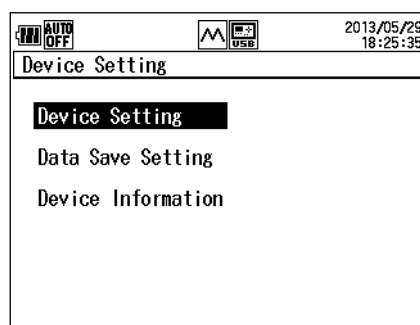 AUTO OFF USB 2013/05/29
18:25:35
Device Setting
Device Setting
Data Save Setting
Device Information